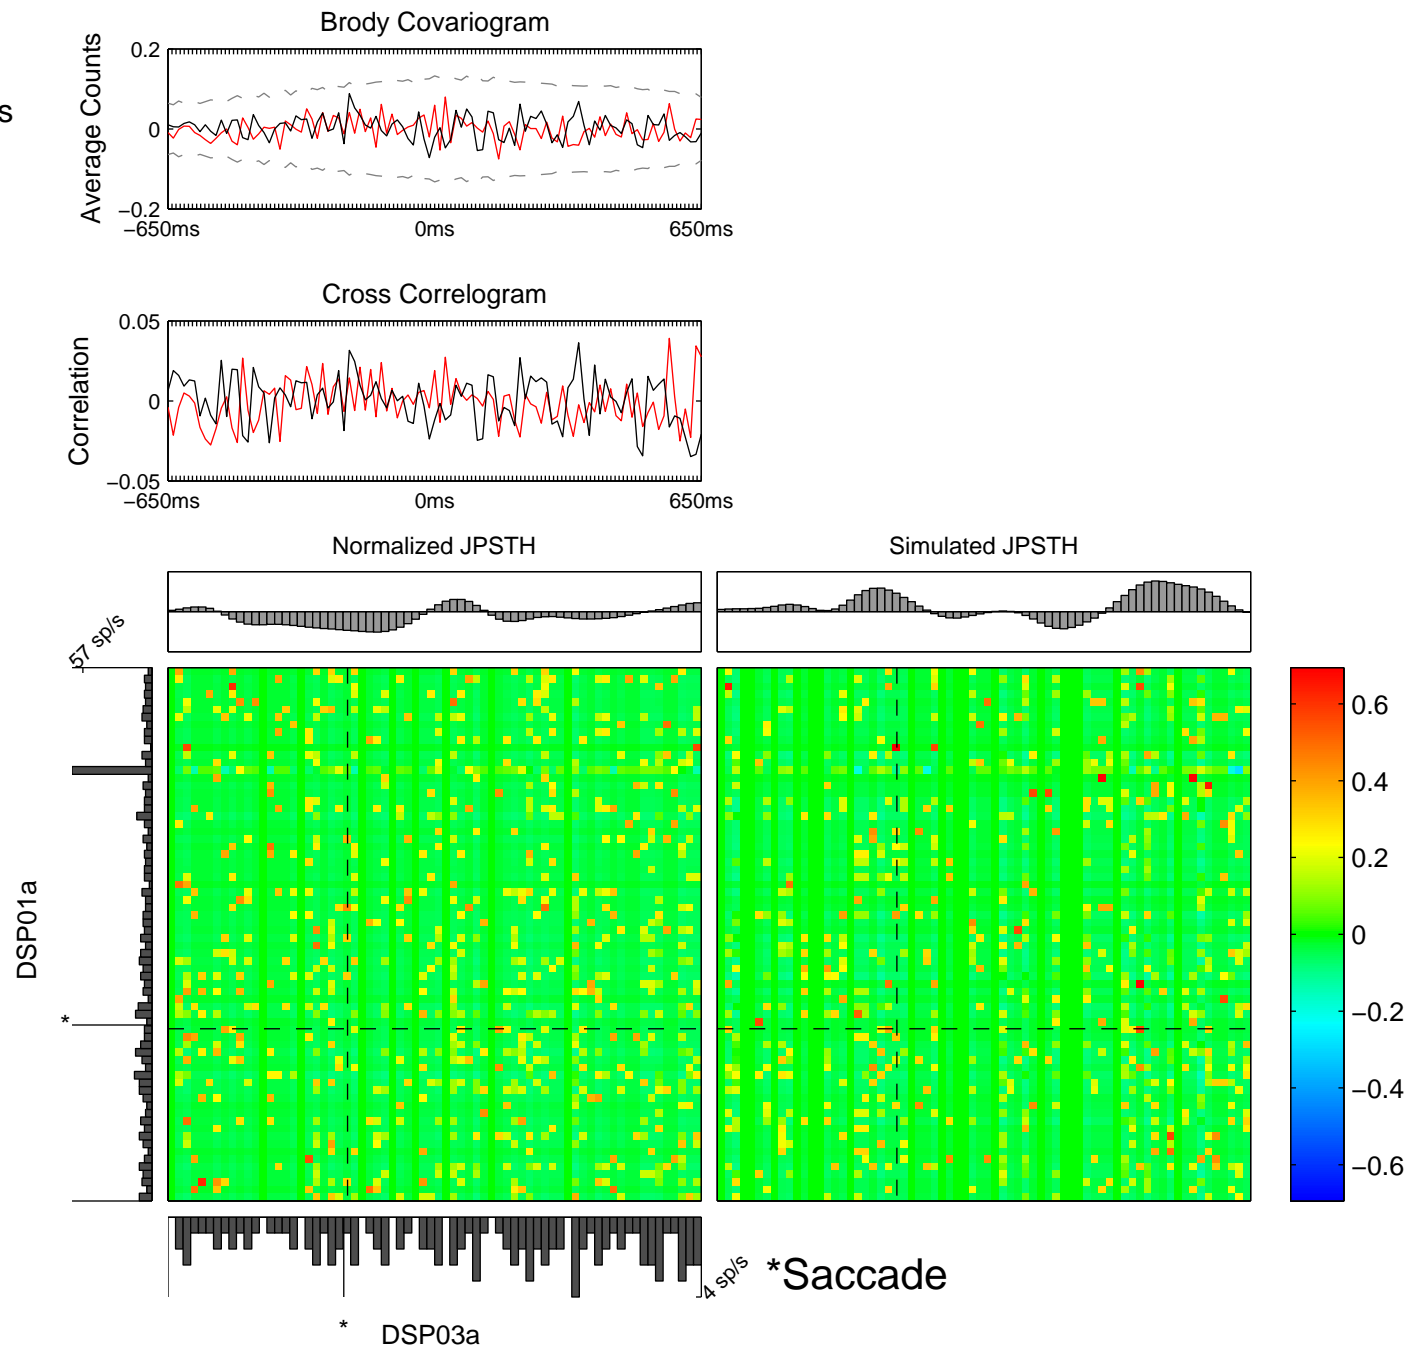 Brody Covariogram
s
Average Counts
0.2
0
−0.2
−650ms
0ms
650ms
Cross Correlogram
Correlation
0.05
0
−0.05
−650ms
0ms
650ms
Normalized JPSTH
Simulated JPSTH
57 sp/s
DSP01a
*
0.6
0.4
0.2
0
−0.2
−0.4
−0.6
4 sp/s
*Saccade
*
DSP03a